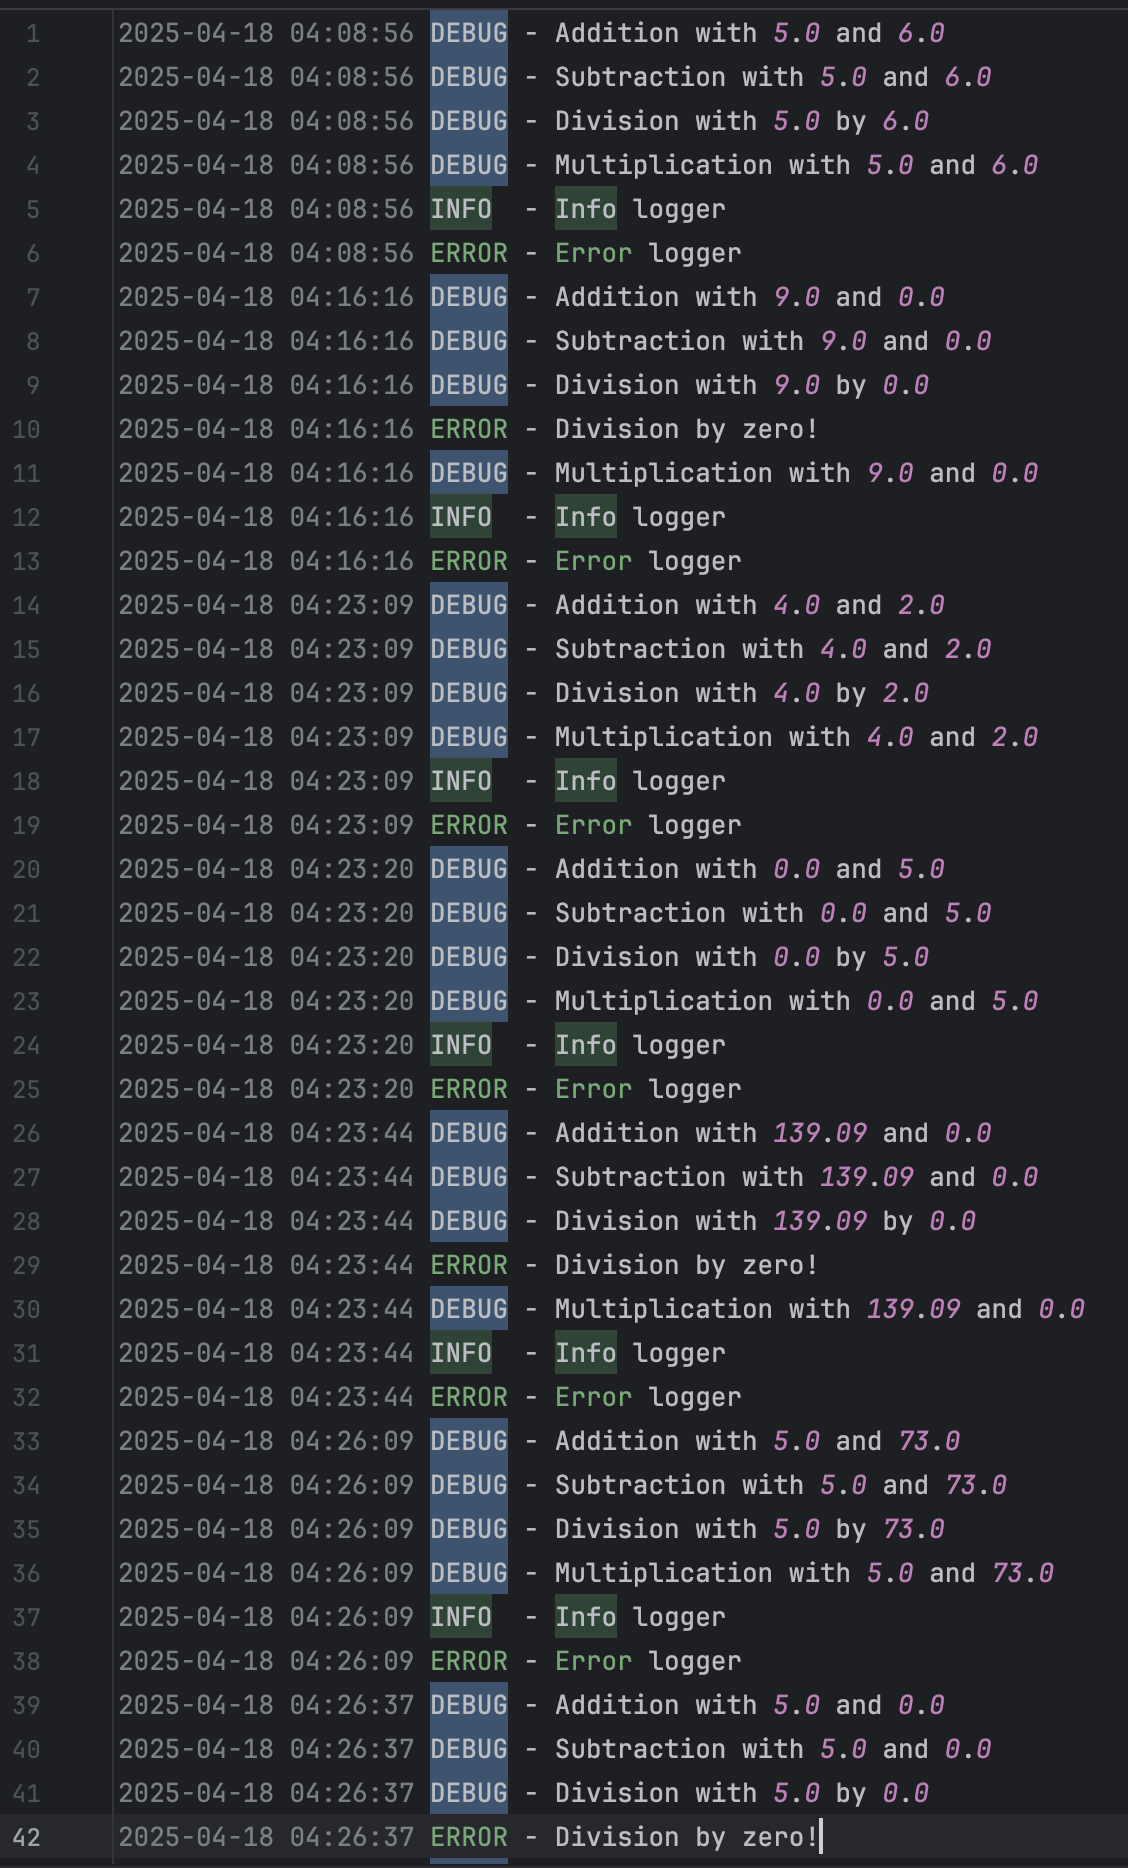 1 2025-04-18 04:08:56 DEBUG - Addition with 5.0 and 6.0
2 2025-04-18 04:08:56 DEBUG - Subtraction with 5.0 and 6.0
3 2025-04-18 04:08:56 DEBUG - Division with 5.0 by 6.0
4 2025-04-18 04:08:56 DEBUG - Multiplication with 5.0 and 6.0
5 2025-04-18 04:08:56 INFO  - Info logger
6 2025-04-18 04:08:56 ERROR - Error logger
7 2025-04-18 04:16:16 DEBUG - Addition with 9.0 and 0.0
8 2025-04-18 04:16:16 DEBUG - Subtraction with 9.0 and 0.0
9 2025-04-18 04:16:16 DEBUG - Division with 9.0 by 0.0
10 2025-04-18 04:16:16 ERROR - Division by zero!
11 2025-04-18 04:16:16 DEBUG - Multiplication with 9.0 and 0.0
12 2025-04-18 04:16:16 INFO  - Info logger
13 2025-04-18 04:16:16 ERROR - Error logger
14 2025-04-18 04:23:09 DEBUG - Addition with 4.0 and 2.0
15 2025-04-18 04:23:09 DEBUG - Subtraction with 4.0 and 2.0
16 2025-04-18 04:23:09 DEBUG - Division with 4.0 by 2.0
17 2025-04-18 04:23:09 DEBUG - Multiplication with 4.0 and 2.0
18 2025-04-18 04:23:09 INFO  - Info logger
19 2025-04-18 04:23:09 ERROR - Error logger
20 2025-04-18 04:23:20 DEBUG - Addition with 0.0 and 5.0
21 2025-04-18 04:23:20 DEBUG - Subtraction with 0.0 and 5.0
22 2025-04-18 04:23:20 DEBUG - Division with 0.0 by 5.0
23 2025-04-18 04:23:20 DEBUG - Multiplication with 0.0 and 5.0
24 2025-04-18 04:23:20 INFO  - Info logger
25 2025-04-18 04:23:20 ERROR - Error logger
26 2025-04-18 04:23:44 DEBUG - Addition with 139.09 and 0.0
27 2025-04-18 04:23:44 DEBUG - Subtraction with 139.09 and 0.0
28 2025-04-18 04:23:44 DEBUG - Division with 139.09 by 0.0
29 2025-04-18 04:23:44 ERROR - Division by zero!
30 2025-04-18 04:23:44 DEBUG - Multiplication with 139.09 and 0.0
31 2025-04-18 04:23:44 INFO  - Info logger
32 2025-04-18 04:23:44 ERROR - Error logger
33 2025-04-18 04:26:09 DEBUG - Addition with 5.0 and 73.0
34 2025-04-18 04:26:09 DEBUG - Subtraction with 5.0 and 73.0
35 2025-04-18 04:26:09 DEBUG - Division with 5.0 by 73.0
36 2025-04-18 04:26:09 DEBUG - Multiplication with 5.0 and 73.0
37 2025-04-18 04:26:09 INFO  - Info logger
38 2025-04-18 04:26:09 ERROR - Error logger
39 2025-04-18 04:26:37 DEBUG - Addition with 5.0 and 0.0
40 2025-04-18 04:26:37 DEBUG - Subtraction with 5.0 and 0.0
41 2025-04-18 04:26:37 DEBUG - Division with 5.0 by 0.0
42 2025-04-18 04:26:37 ERROR - Division by zero!